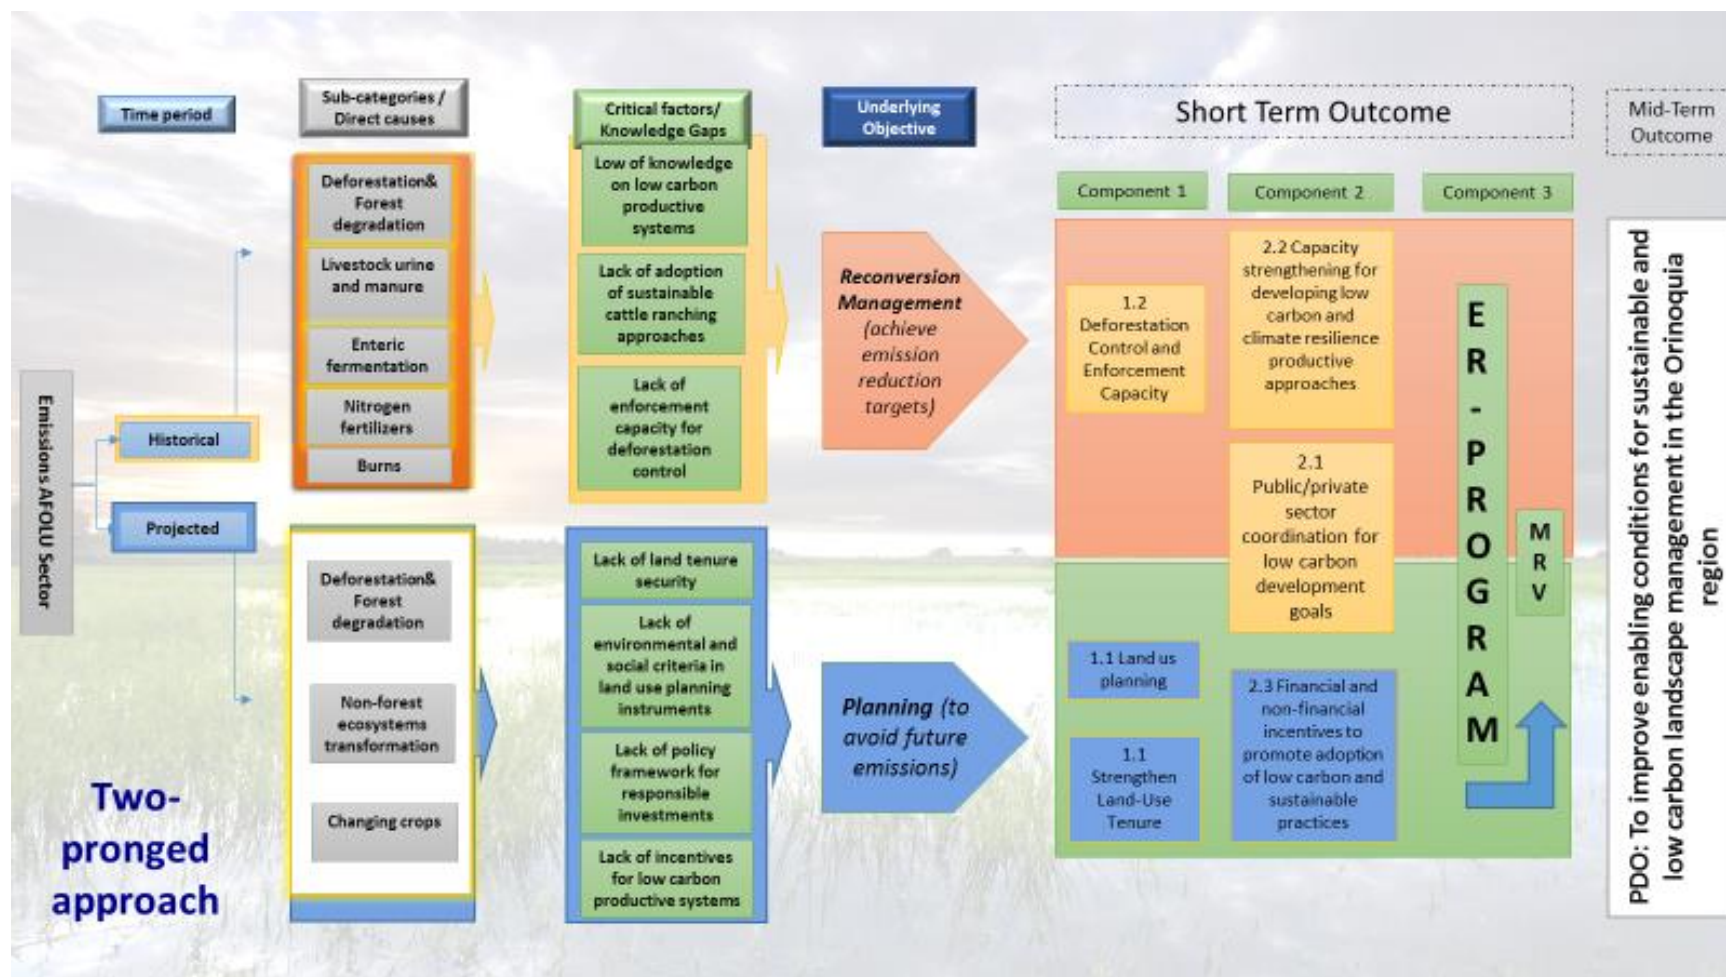 Time period
Sub-categories /
Direct causes
Critical factors/
Knowledge Gaps
Underlying
Objective
Short Term Outcome
Mid-Term
Outcome
Component 1
Component 2
Component 3
Emissions AFOLU Sector
Historical
Projected
Deforestation&
Forest
degradation
Livestock urine
and manure
Enteric
fermentation
Nitrogen
fertilizers
Burns
Low of knowledge
on low carbon
productive
systems
Lack of adoption
of sustainable
cattle ranching
approaches
Lack of
enforcement
capacity for
deforestation
control
Reconversion
Management
(achieve
emission
reduction
targets)
1.2
Deforestation
Control and
Enforcement
Capacity
2.2 Capacity
strengthening for
developing low
carbon and
climate resilience
productive
approaches
2.1
Public/private
sector
coordination for
low carbon
development
goals
E
R
-
P
R
O
G
R
A
M
M
R
V
Deforestation&
Forest
degradation
Non-forest
ecosystems
transformation
Changing crops
Lack of land tenure
security
Lack of
environmental and
social criteria in
land use planning
instruments
Lack of policy
framework for
responsible
investments
Lack of incentives
for low carbon
productive systems
Planning (to
avoid future
emissions)
1.1 Land us
planning
1.1
Strengthen
Land-Use
Tenure
2.3 Financial and
non-financial
incentives to
promote adoption
of low carbon and
sustainable
practices
PDO: To improve enabling conditions for sustainable and
low carbon landscape management in the Orinoquia
region
Two-
pronged
approach